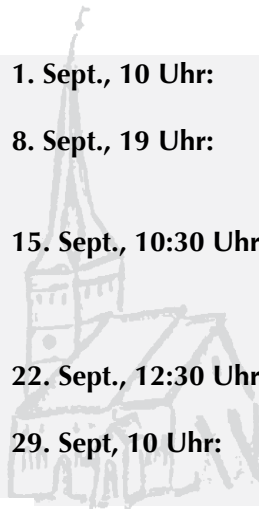 1. Sept., 10 Uhr:
8. Sept., 19 Uhr:
15. Sept., 10:30 Uhr
22. Sept., 12:30 Uhr
29. Sept, 10 Uhr: